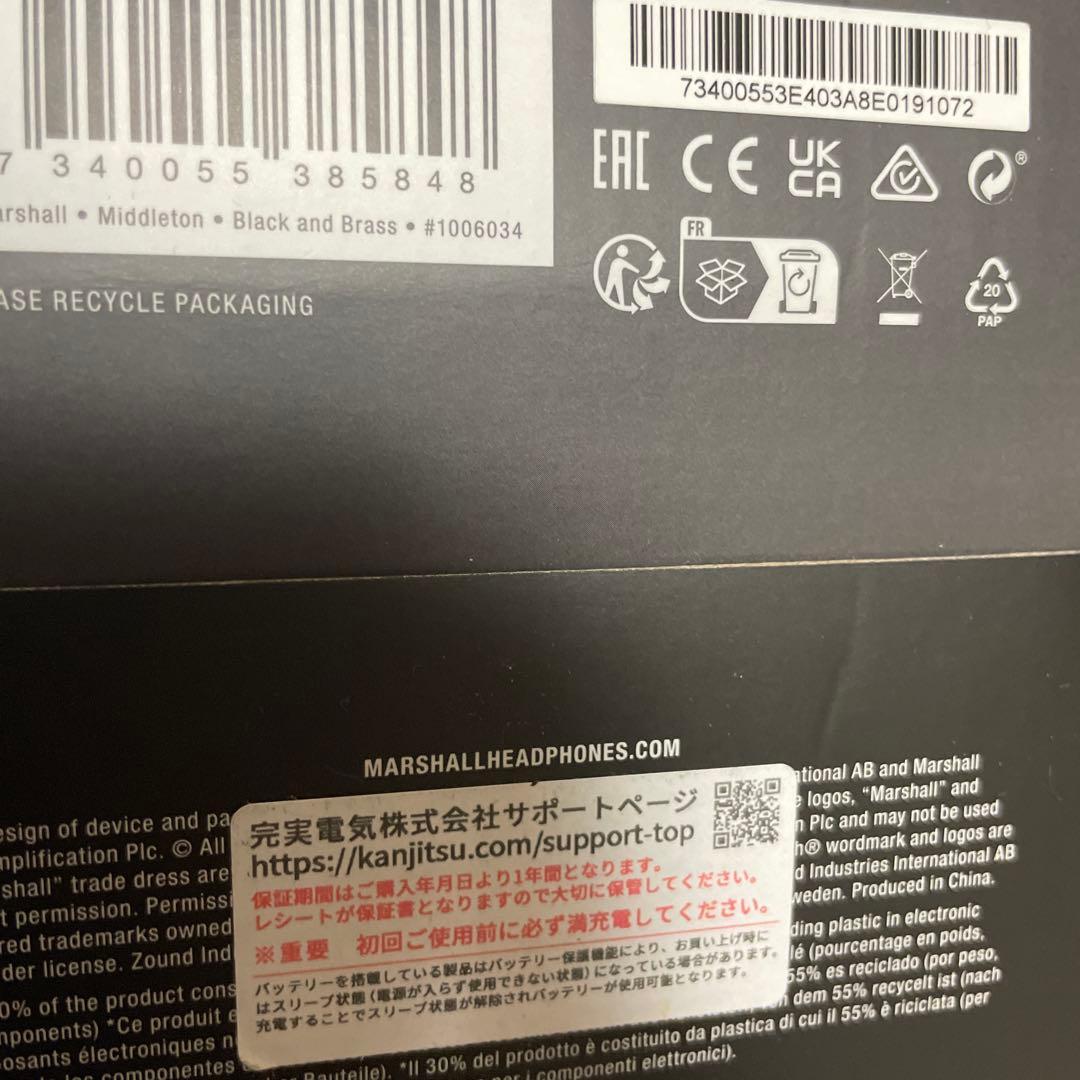 73400553E403A8E0191072
7 340055 385848
arshall • Middleton • Black and Brass • #1006034
EAC CE UK CA
FR
ASE RECYCLE PACKAGING
20
PAP
MARSHALLHEADPHONES.COM
完実電気株式会社サポートページ
https://kanjitsu.com/support-top
保証期間はご購入年月日より1年間となります。
レシートが保証書となりますので大切に保管してください。
※重要 初回ご使用前に必ず満充電してください。
バッテリーを搭載している製品はバッテリー保護機能により、お買い上げ時に
はスリープ状態(電源が入らず使用できない状態)になっている場合があります。
充電することでスリープ状態が解除されバッテリーが使用可能となります。
esign of device and pa
mplification Plc. © All
shall” trade dress are
t permission. Permissi
red trademarks owned
der license. Zound Ind
0% of the product cons
mponents) *Ce produit e
osants électroniques n
componentes
ational AB and Marshall
logos, “Marshall” and
n Plc and may not be used
h® wordmark and logos are
d Industries International AB
weden. Produced in China.
ding plastic in electronic
lé (pourcentage en poids,
55% es reciclado (por peso,
n dem 55% recycelt ist (nach
Bauteile). *Il 30% del prodotto è costituito da plastica di cui il 55% è riciclata (per
i componenti elettronici).